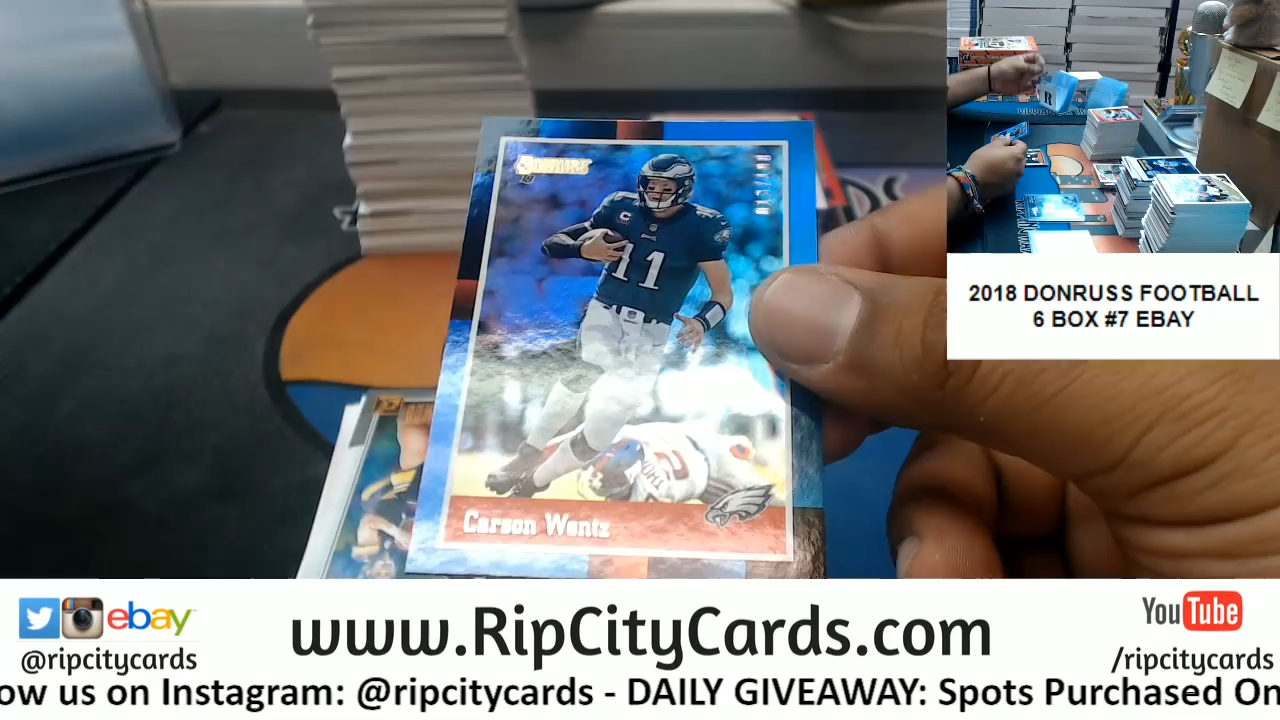 DONRUSS
11
Carson Wentz
2018 DONRUSS FOOTBALL
6 BOX #7 EBAY
ebay
@ripcitycards
www.RipCityCards.com
YouTube
/ripcitycards
ow us on Instagram: @ripcitycards - DAILY GIVEAWAY: Spots Purchased On